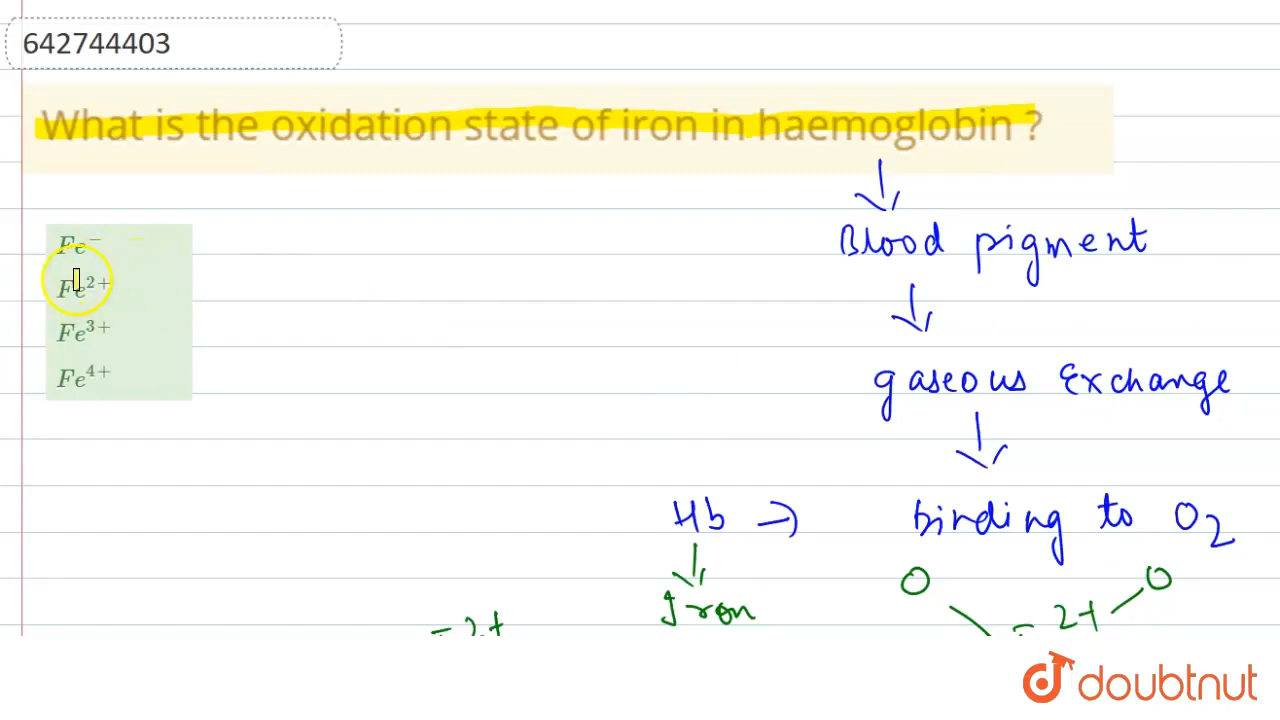 642744403
What is the oxidation state of iron in haemoglobin ?
Fe⁻
Fe²⁺
Fe³⁺
Fe⁴⁺
Blood pigment
gaseous Exchange
Hb → binding to O₂
Iron
O O
2+
2+
doubtnut